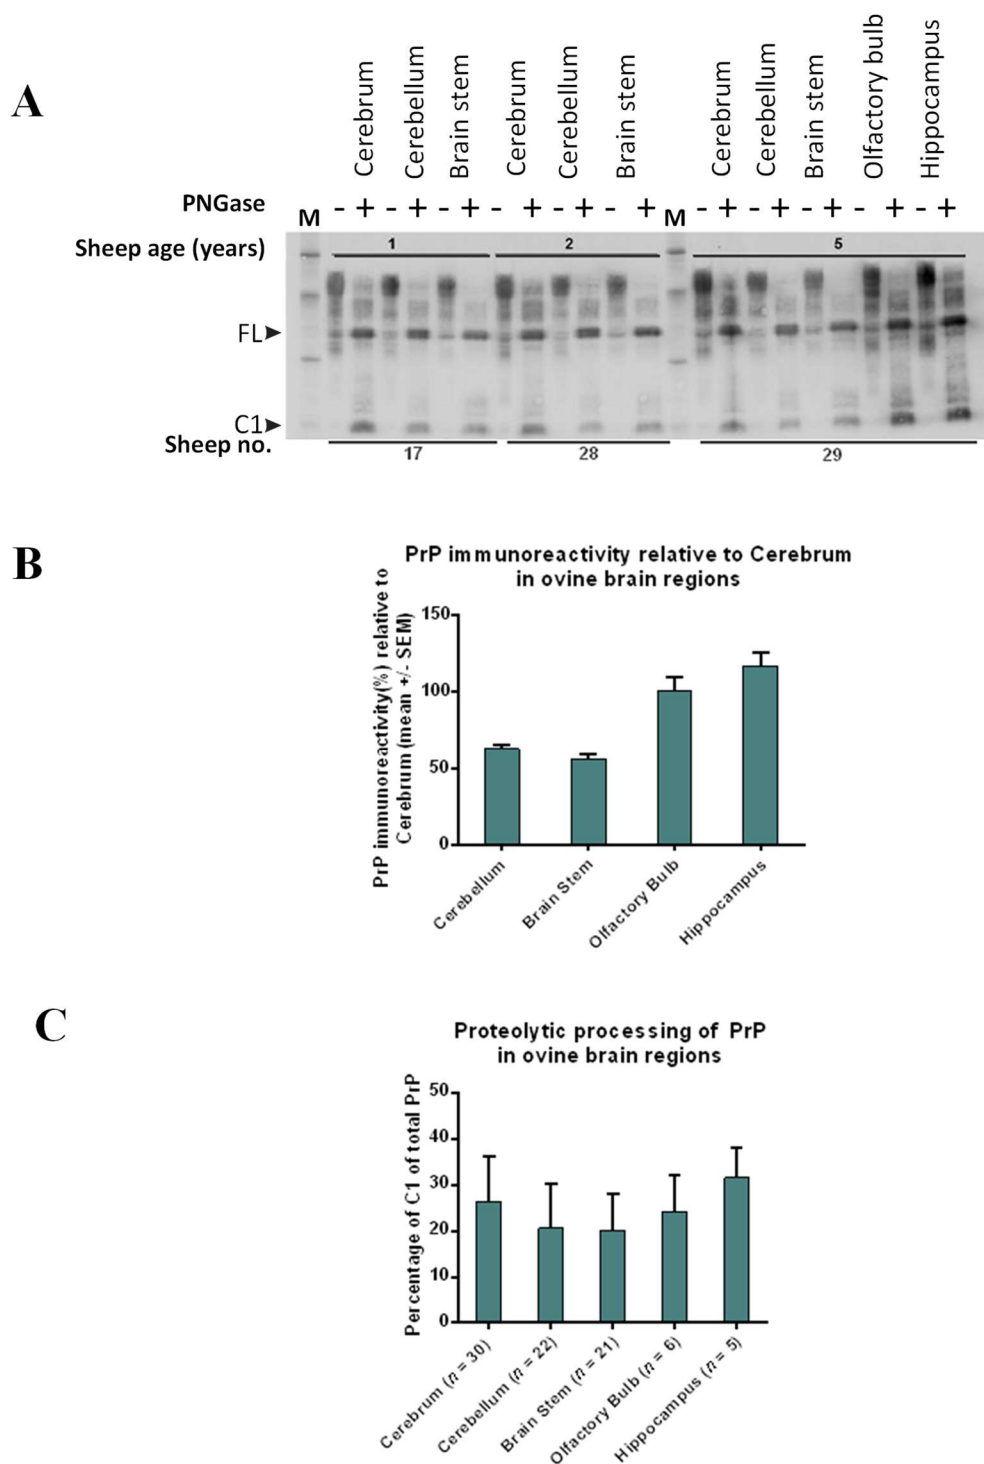 A
Cerebrum
Cerebellum
Brain stem
Cerebrum
Cerebellum
Brain stem
Cerebrum
Cerebellum
Brain stem
Olfactory bulb
Hippocampus
PNGase
M - + - + - + - + - + - + M - + - + - + - + - +
Sheep age (years) 1 2 5
FL
C1
Sheep no. 17 28 29
B
PrP immunoreactivity relative to Cerebrum
in ovine brain regions
PrP immunoreactivity(%) relative to
Cerebrum (mean +/- SEM)
150
100
50
0
Cerebellum
Brain Stem
Olfactory Bulb
Hippocampus
C
Proteolytic processing of PrP
in ovine brain regions
Percentage of C1 of total PrP
50
40
30
20
10
0
Cerebrum (n = 30)
Cerebellum (n = 22)
Brain Stem (n = 21)
Olfactory Bulb (n = 6)
Hippocampus (n = 5)